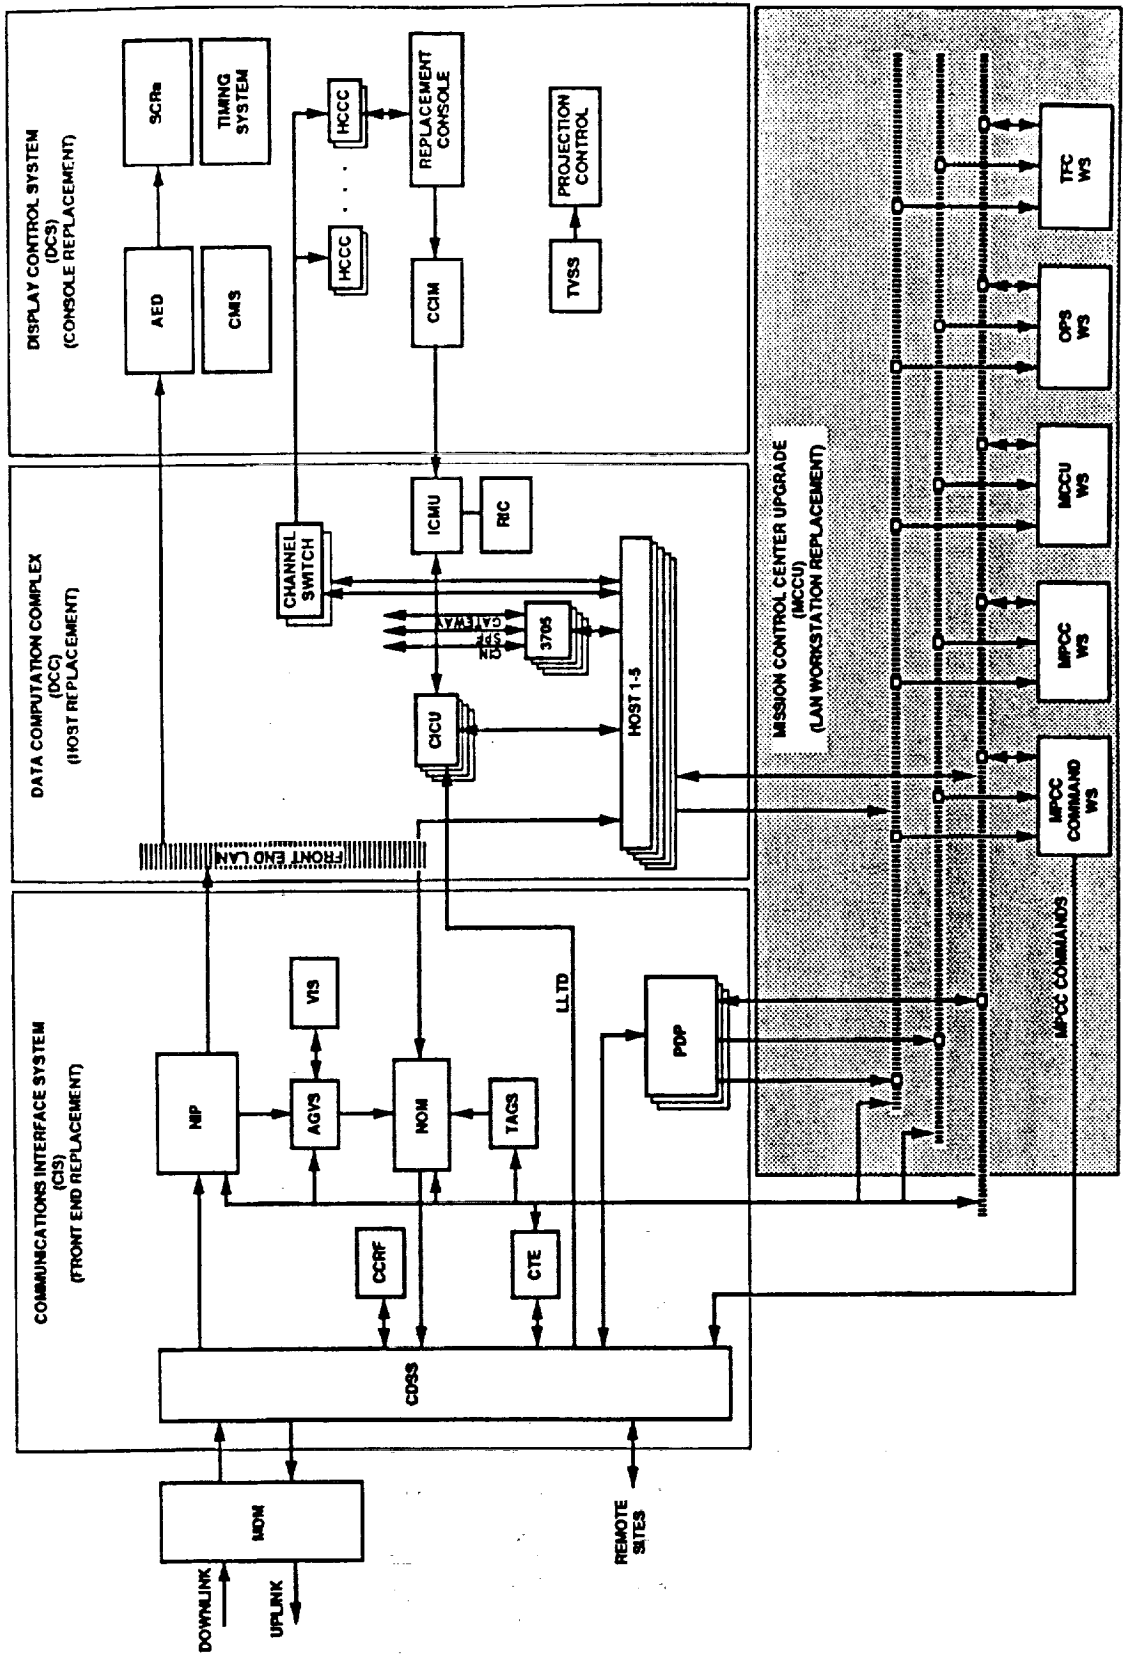 COMMUNICATIONS INTERFACE SYSTEM
(CIS)
(FRONT END REPLACEMENT)
DATA COMPUTATION COMPLEX
(DCC)
(HOST REPLACEMENT)
DISPLAY CONTROL SYSTEM
(DCS)
(CONSOLE REPLACEMENT)
DOWNLINK
UPLINK
MDM
REMOTE
SITES
CDSS
NIP
AGVS
VIS
NOM
TAGS
CCRF
CTE
LLTD
PDP
FRONT END LAN
CICU
ICMU
RIC
GATEWAY
SPF
CIN
3705
CHANNEL
SWITCH
HOST 1-5
AED
SCRs
CMIS
TIMING
SYSTEM
HCCC
. . .
HCCC
CCIM
REPLACEMENT
CONSOLE
TVSS
PROJECTION
CONTROL
MISSION CONTROL CENTER UPGRADE
(MCCU)
(LAN WORKSTATION REPLACEMENT)
MPCC COMMANDS
MPCC
COMMAND
WS
MPCC
WS
MCCU
WS
OPS
WS
TFC
WS